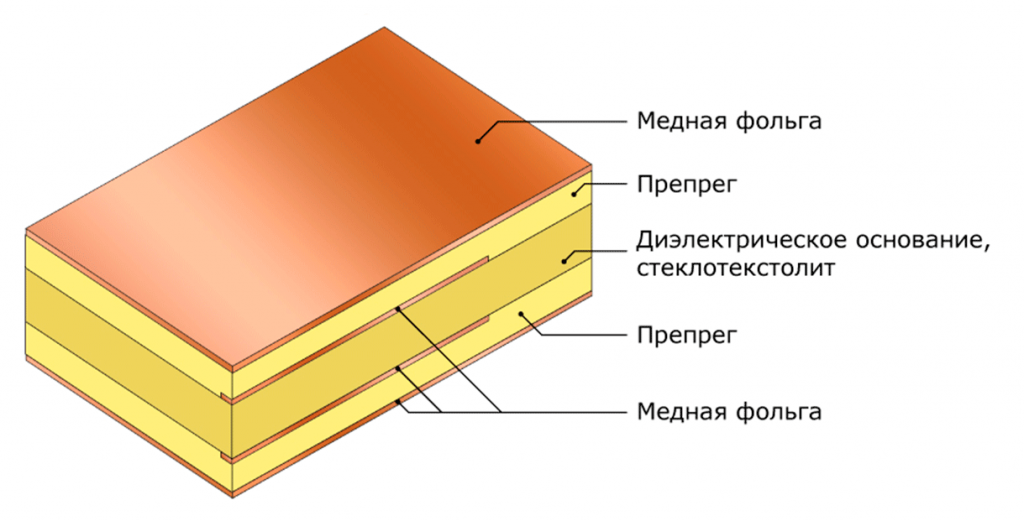 Медная фольга
Препрег
Диэлектрическое основание,
стеклотекстолит
Препрег
Медная фольга